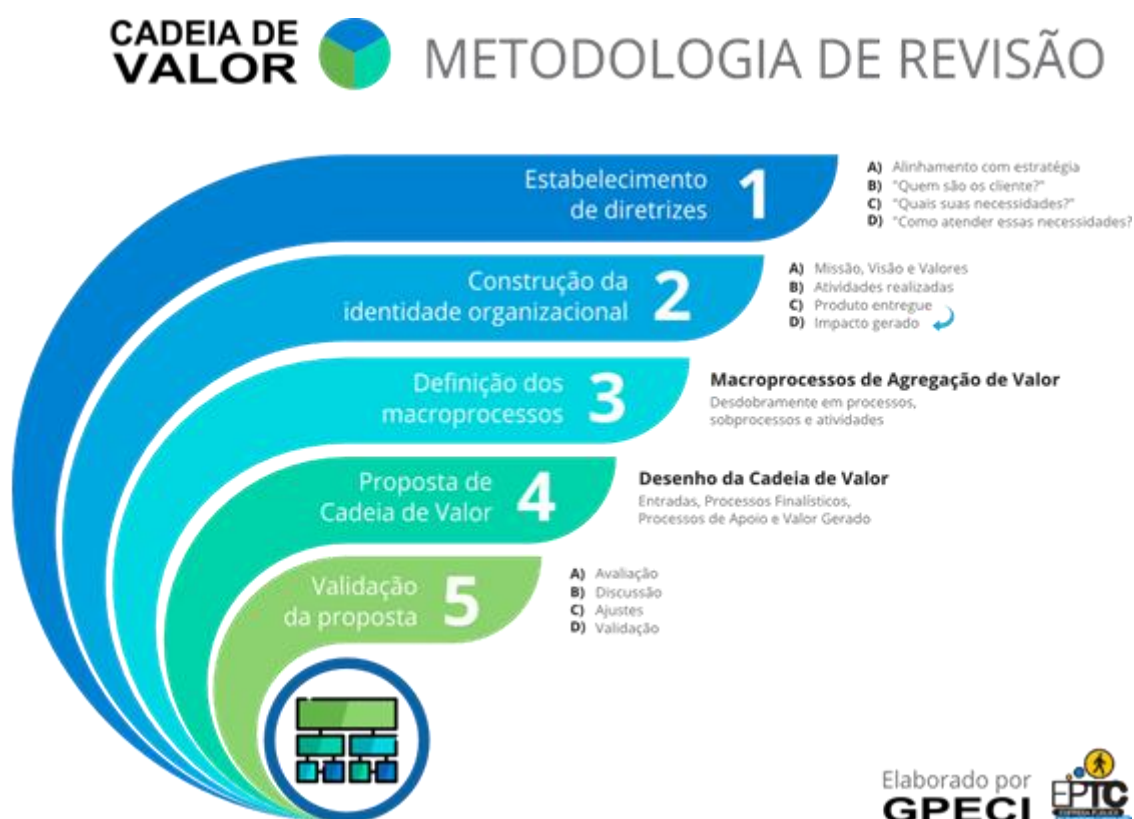 CADEIA DE
VALOR
METODOLOGIA DE REVISÃO
Estabelecimento
de diretrizes
1
A) Alinhamento com estratégia
B) "Quem são os cliente?"
C) "Quais suas necessidades?"
D) "Como atender essas necessidades?
Construção da
identidade organizacional
2
A) Missão, Visão e Valores
B) Atividades realizadas
C) Produto entregue
D) Impacto gerado
Definição dos
macroprocessos
3
Macroprocessos de Agregação de Valor
Desdobramente em processos,
sobprocessos e atividades
Proposta de
Cadeia de Valor
4
Desenho da Cadeia de Valor
Entradas, Processos Finalísticos,
Processos de Apoio e Valor Gerado
Validação
da proposta
5
A) Avaliação
B) Discussão
C) Ajustes
D) Validação
Elaborado por
GPECI
EPTC
EMPRESA PÚBLICA